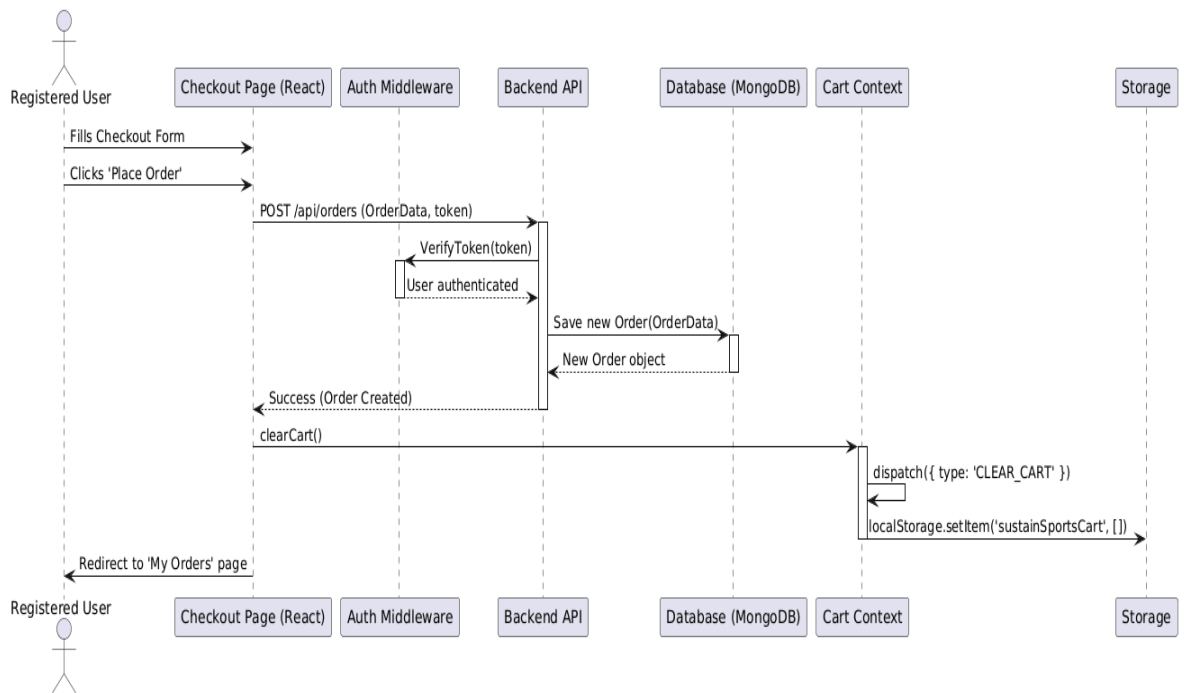 Registered User
Checkout Page (React)
Auth Middleware
Backend API
Database (MongoDB)
Cart Context
Storage
Fills Checkout Form
Clicks 'Place Order'
POST /api/orders (OrderData, token)
VerifyToken(token)
User authenticated
Save new Order(OrderData)
New Order object
Success (Order Created)
clearCart()
dispatch({ type: 'CLEAR_CART' })
localStorage.setItem('sustainSportsCart', [])
Redirect to 'My Orders' page
Registered User
Checkout Page (React)
Auth Middleware
Backend API
Database (MongoDB)
Cart Context
Storage